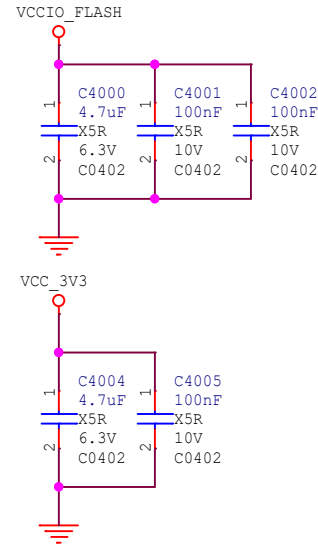 VCCIO_FLASH
C4000 C4001 C4002
1 4.7uF 1 100nF 1 100nF
X5R X5R X5R
2 6.3V 2 10V 2 10V
C0402 C0402 C0402
VCC_3V3
C4004 C4005
1 4.7uF 1 100nF
X5R X5R
2 6.3V 2 10V
C0402 C0402